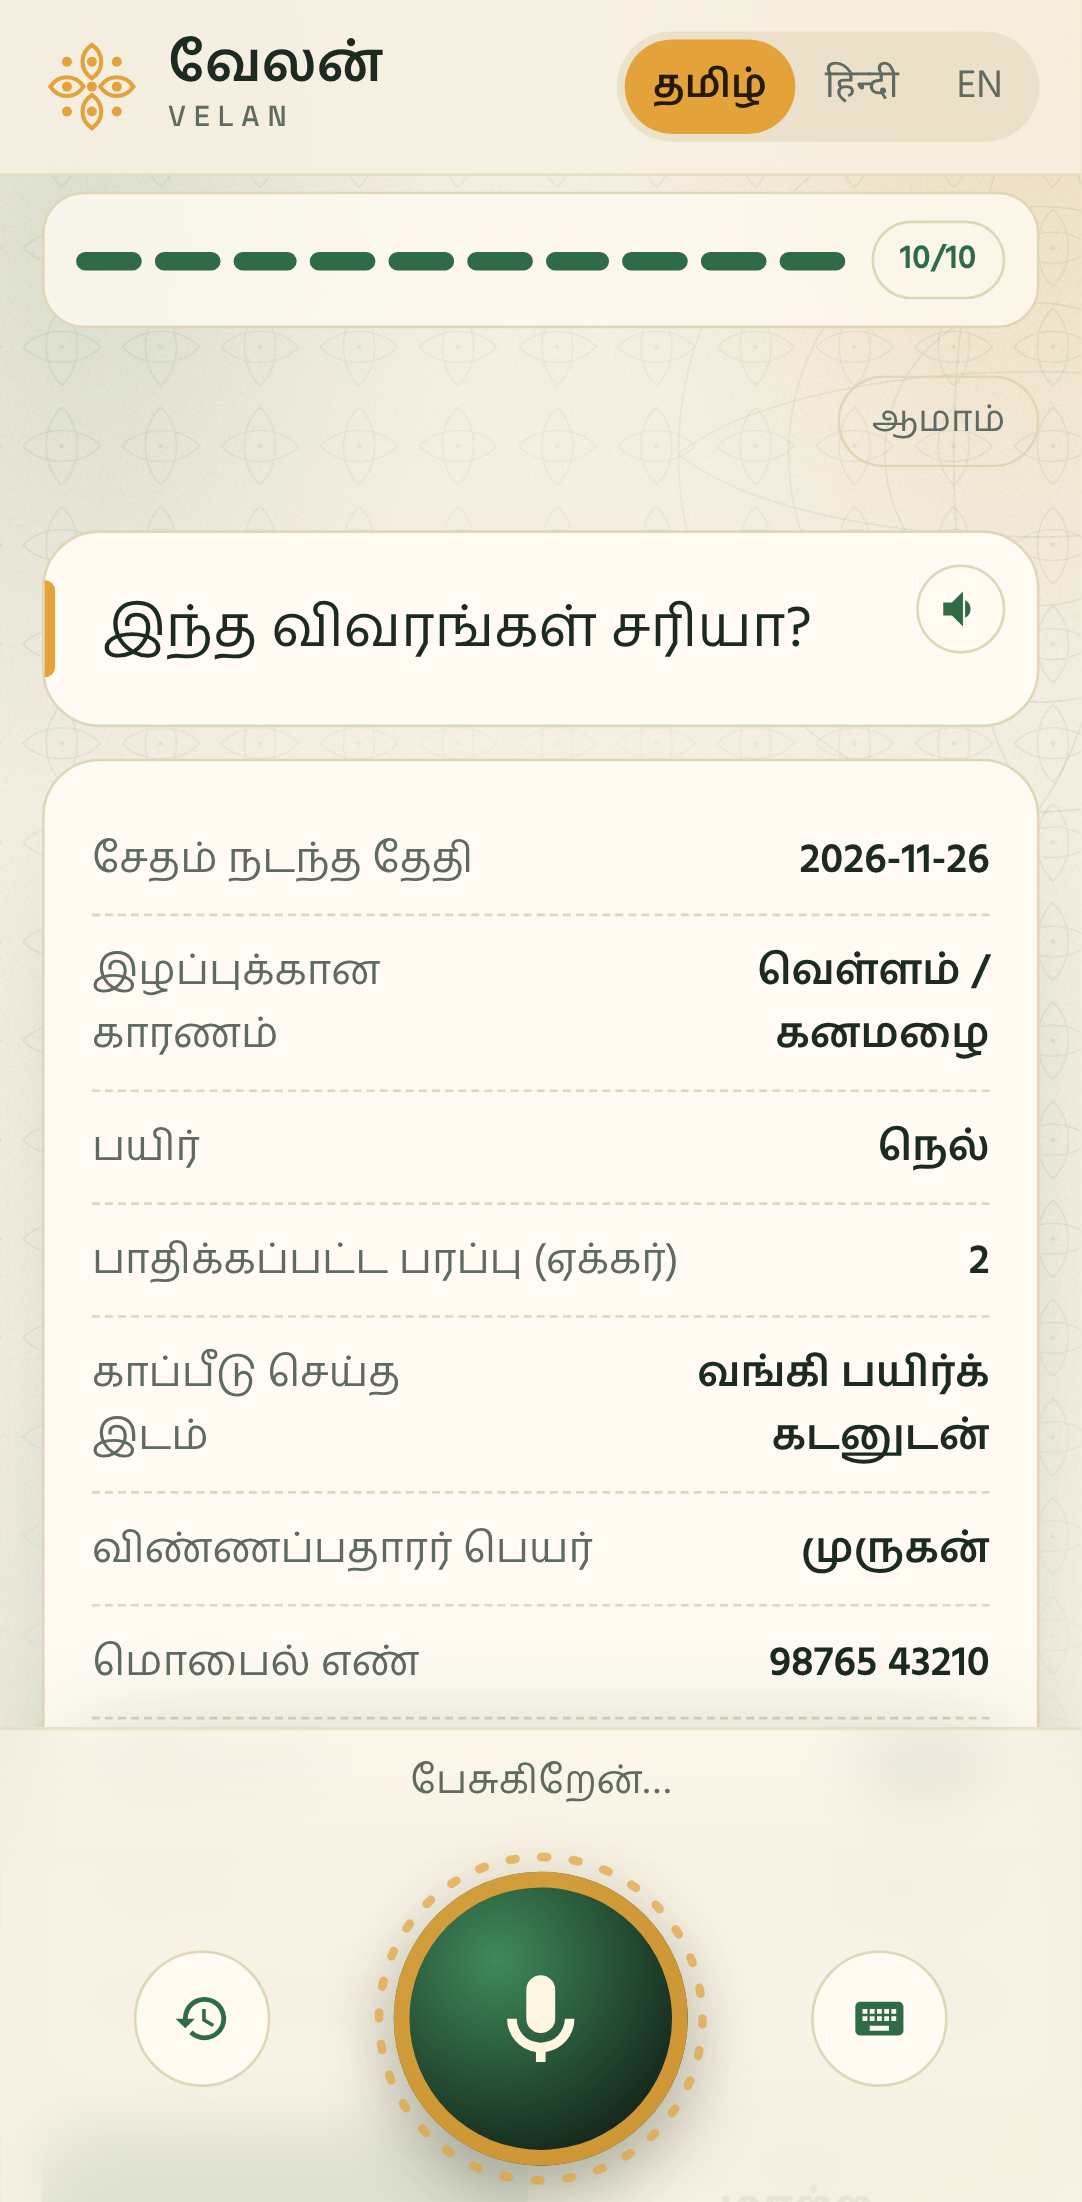 வேலன்
VELAN
தமிழ் हिन्दी EN
10/10
ஆமாம்
இந்த விவரங்கள் சரியா?
சேதம் நடந்த தேதி 2026-11-26
இழப்புக்கான காரணம் வெள்ளம் / கனமழை
பயிர் நெல்
பாதிக்கப்பட்ட பரப்பு (ஏக்கர்) 2
காப்பீடு செய்த இடம் வங்கி பயிர்க் கடனுடன்
விண்ணப்பதாரர் பெயர் முருகன்
மொபைல் எண் 98765 43210
பேசுகிறேன்...